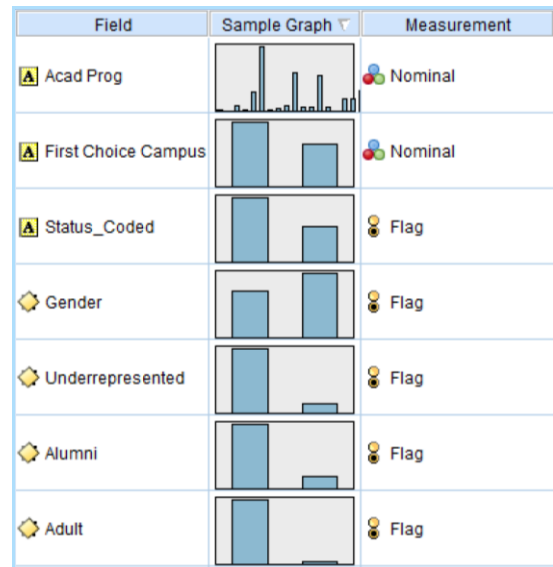 Field Sample Graph Measurement
A Acad Prog Nominal
A First Choice Campus Nominal
A Status_Coded Flag
Gender Flag
Underrepresented Flag
Alumni Flag
Adult Flag